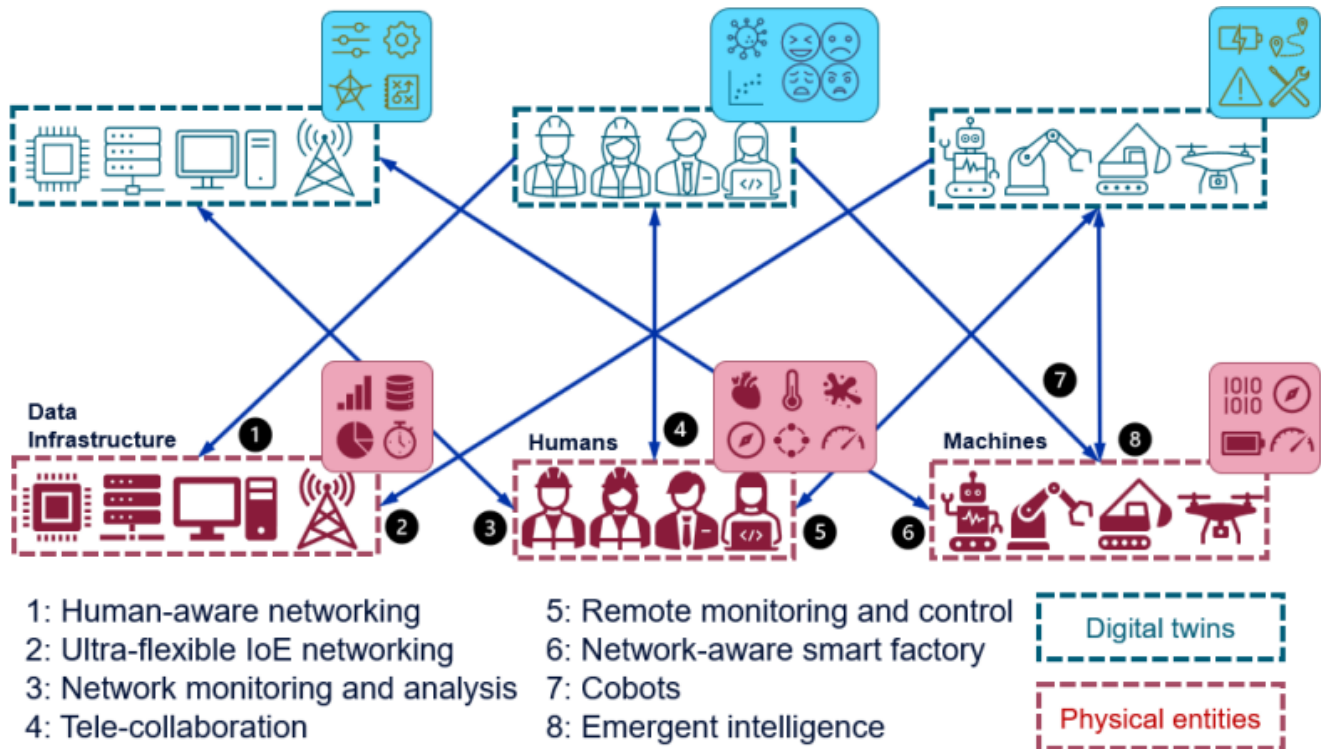 Data
Infrastructure
Humans
Machines
1
2
3
4
5
6
7
8
1010
1010
X
O X
</>
</>
1: Human-aware networking
2: Ultra-flexible IoE networking
3: Network monitoring and analysis
4: Tele-collaboration
5: Remote monitoring and control
6: Network-aware smart factory
7: Cobots
8: Emergent intelligence
Digital twins
Physical entities